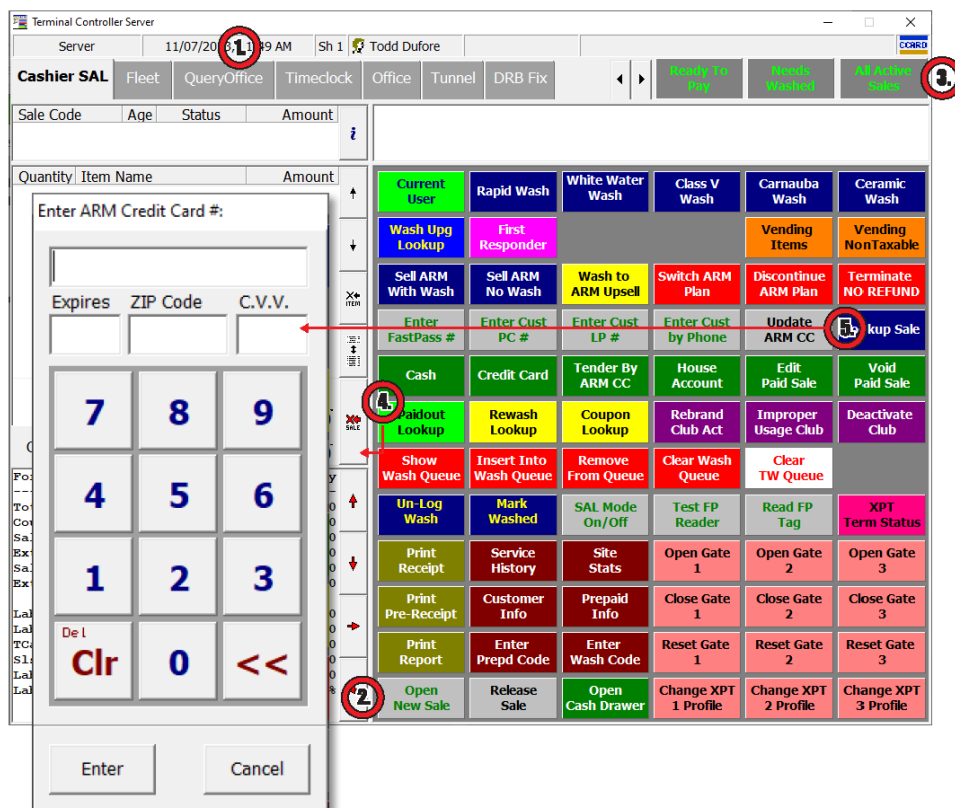 Terminal Controller Server
Server 11/07/20 49 AM Sh 1 Todd Dufore
CCARD
1.
Cashier SAL Fleet QueryOffice Timeclock Office Tunnel DRB Fix
Ready To Pay
Needs Washed
All Active Sales
3.
Sale Code Age Status Amount
i
Quantity Item Name Amount
Enter ARM Credit Card #:
Expires ZIP Code C.V.V.
7 8 9
4 5 6
1 2 3
Del
Clr 0 <<
Enter Cancel
X ITEM
X SALE
4.
2.
5.
Current User
Rapid Wash
White Water Wash
Class V Wash
Carnauba Wash
Ceramic Wash
Wash Upg Lookup
First Responder
Vending Items
Vending NonTaxable
Sell ARM With Wash
Sell ARM No Wash
Wash to ARM Upsell
Switch ARM Plan
Discontinue ARM Plan
Terminate NO REFUND
Enter FastPass #
Enter Cust PC #
Enter Cust LP #
Enter Cust by Phone
Update ARM CC
kup Sale
Cash
Credit Card
Tender By ARM CC
House Account
Edit Paid Sale
Void Paid Sale
Paidout Lookup
Rewash Lookup
Coupon Lookup
Rebrand Club Act
Improper Usage Club
Deactivate Club
Show Wash Queue
Insert Into Wash Queue
Remove From Queue
Clear Wash Queue
Clear TW Queue
Un-Log Wash
Mark Washed
SAL Mode On/Off
Test FP Reader
Read FP Tag
XPT Term Status
Print Receipt
Service History
Site Stats
Open Gate 1
Open Gate 2
Open Gate 3
Print Pre-Receipt
Customer Info
Prepaid Info
Close Gate 1
Close Gate 2
Close Gate 3
Print Report
Enter Prepd Code
Enter Wash Code
Reset Gate 1
Reset Gate 2
Reset Gate 3
Open New Sale
Release Sale
Open Cash Drawer
Change XPT 1 Profile
Change XPT 2 Profile
Change XPT 3 Profile